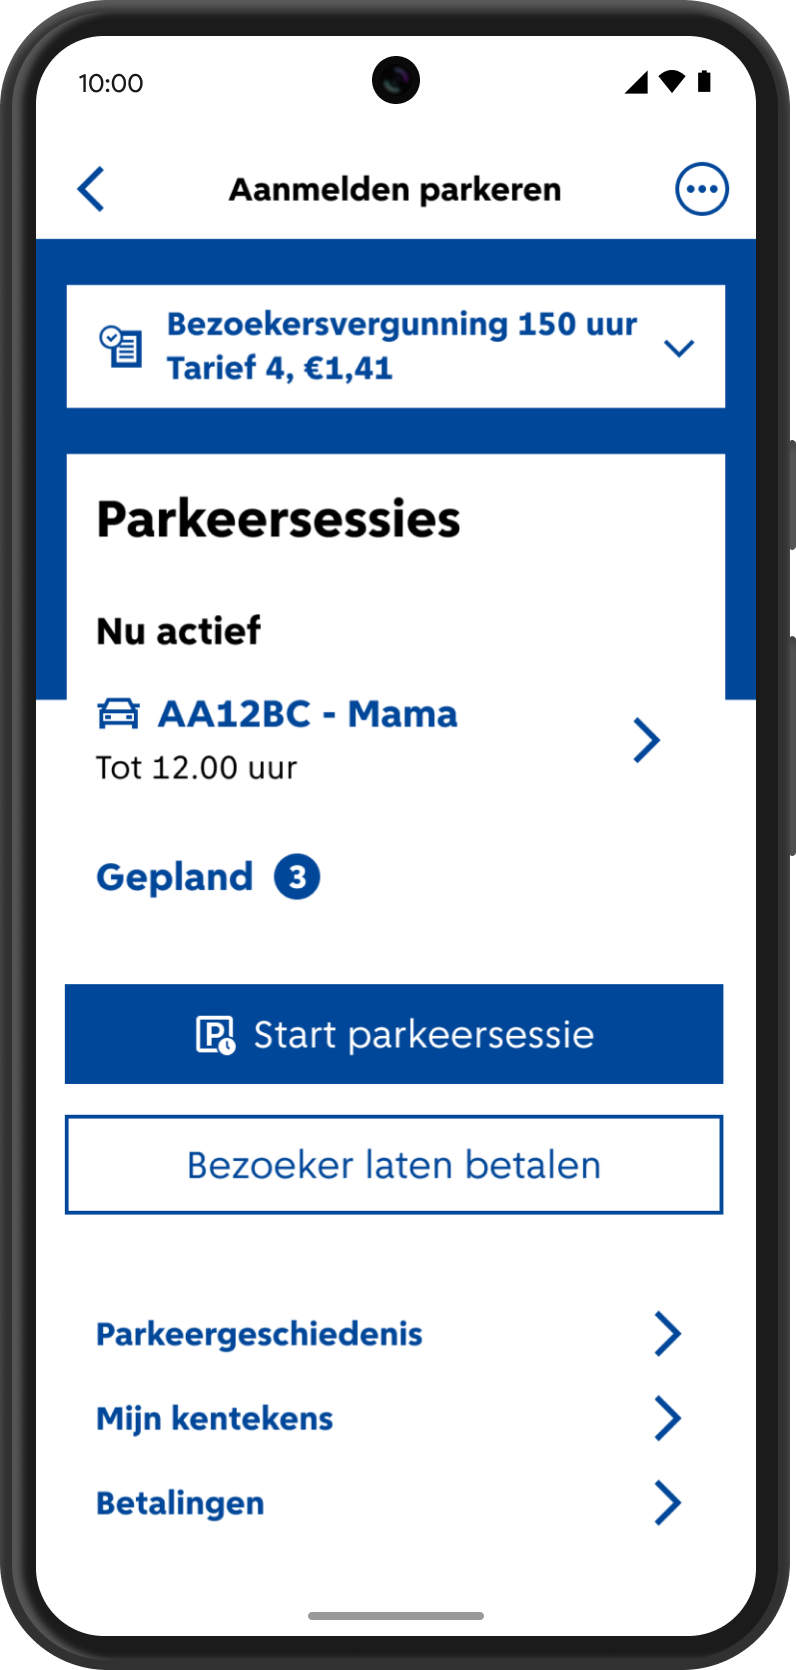 10:00
Aanmelden parkeren
Bezoekersvergunning 150 uur
Tarief 4, €1,41
Parkeersessies
Nu actief
AA12BC - Mama
Tot 12.00 uur
Gepland 3
P Start parkeersessie
Bezoeker laten betalen
Parkeergeschiedenis
Mijn kentekens
Betalingen